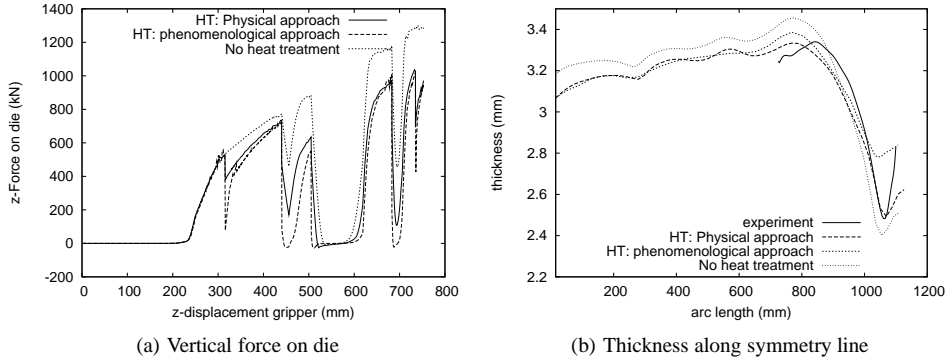 HT: Physical approach
HT: phenomenological approach
No heat treatment
z-Force on die (kN)
1400
1200
1000
800
600
400
200
0
-200
0 100 200 300 400 500 600 700 800
z-displacement gripper (mm)
(a) Vertical force on die
thickness (mm)
3.4
3.2
3
2.8
2.6
2.4
2.2
experiment
HT: Physical approach
HT: phenomenological approach
No heat treatment
200 400 600 800 1000 1200
arc length (mm)
(b) Thickness along symmetry line